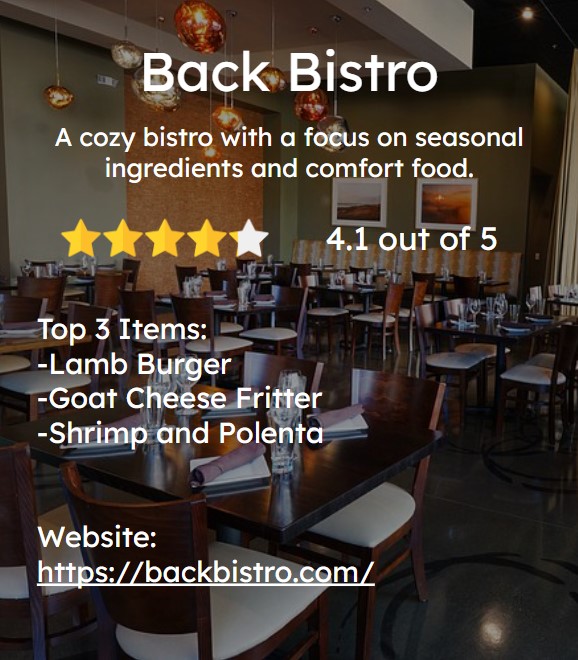 Back Bistro
A cozy bistro with a focus on seasonal
ingredients and comfort food.
4.1 out of 5
Top 3 Items:
-Lamb Burger
-Goat Cheese Fritter
-Shrimp and Polenta
Website:
https://backbistro.com/